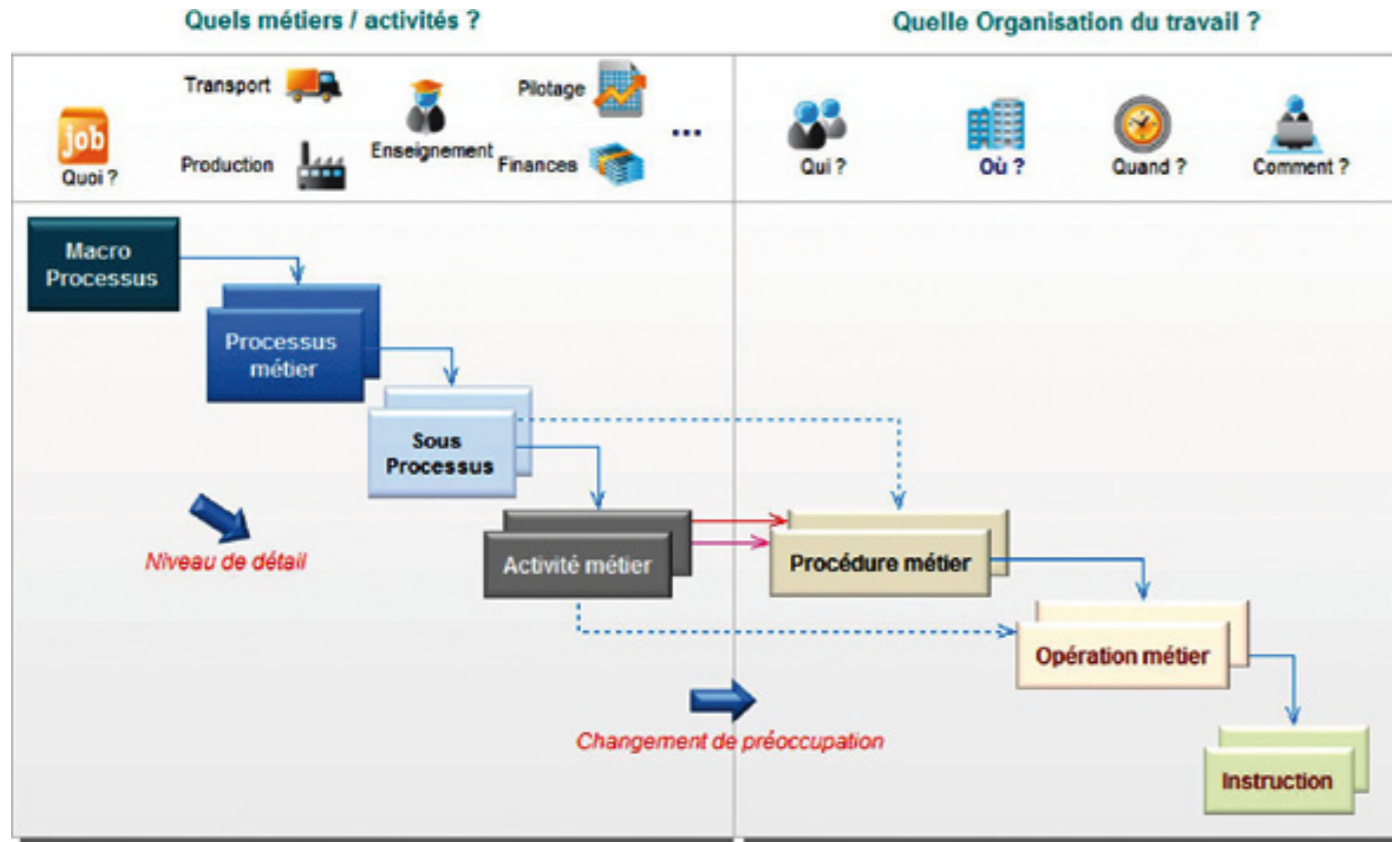 Quels métiers / activités ?
Quelle Organisation du travail ?
job
Quoi ?
Transport
Production
Enseignement
Pilotage
Finances
...
Qui ?
Où ?
Quand ?
Comment ?
Macro
Processus
Processus
métier
Sous
Processus
Niveau de détail
Activité métier
Procédure métier
Opération métier
Changement de préoccupation
Instruction